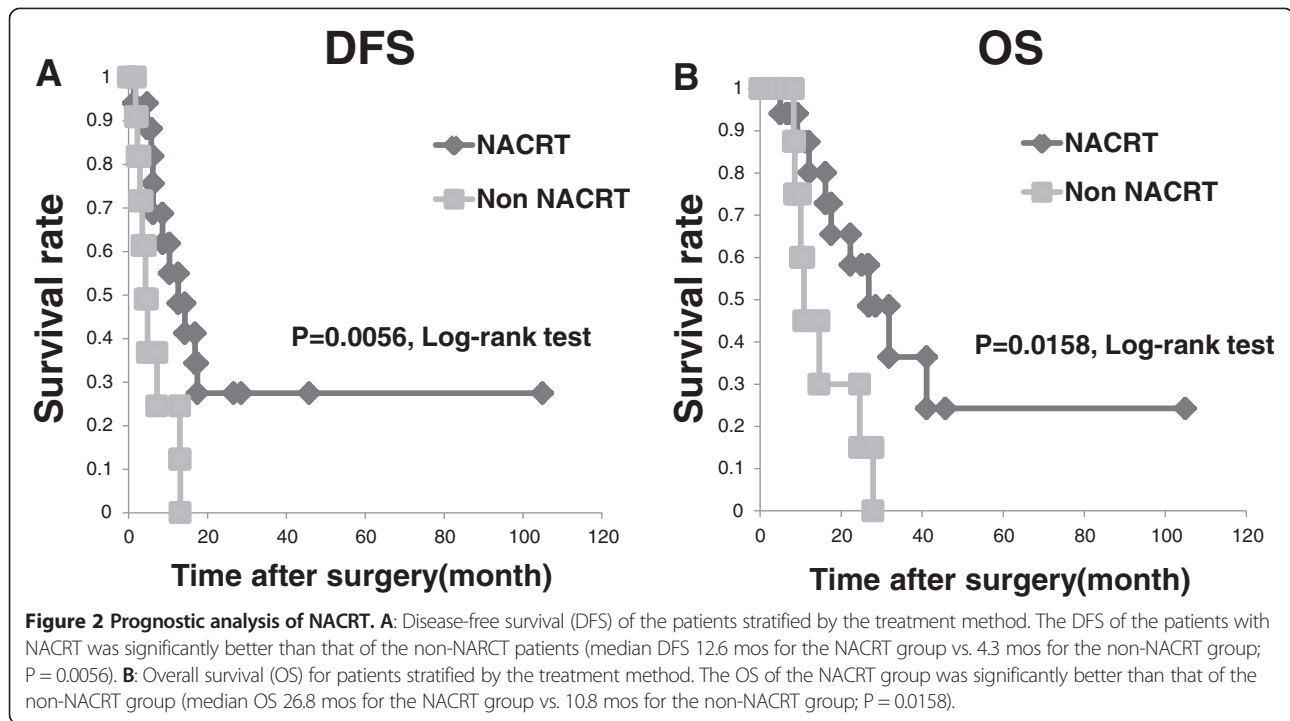 DFS
A
1
0.9
0.8
0.7
0.6
0.5
0.4
0.3
0.2
0.1
0
Survival rate
NACRT
Non NACRT
P=0.0056, Log-rank test
0 20 40 60 80 100 120
Time after surgery(month)
OS
B
1
0.9
0.8
0.7
0.6
0.5
0.4
0.3
0.2
0.1
0
Survival rate
NACRT
Non NACRT
P=0.0158, Log-rank test
0 20 40 60 80 100 120
Time after surgery(month)
Figure 2 Prognostic analysis of NACRT. A: Disease-free survival (DFS) of the patients stratified by the treatment method. The DFS of the patients with
NACRT was significantly better than that of the non-NARCT patients (median DFS 12.6 mos for the NACRT group vs. 4.3 mos for the non-NACRT group;
P = 0.0056). B: Overall survival (OS) for patients stratified by the treatment method. The OS of the NACRT group was significantly better than that of the
non-NACRT group (median OS 26.8 mos for the NACRT group vs. 10.8 mos for the non-NACRT group; P = 0.0158).